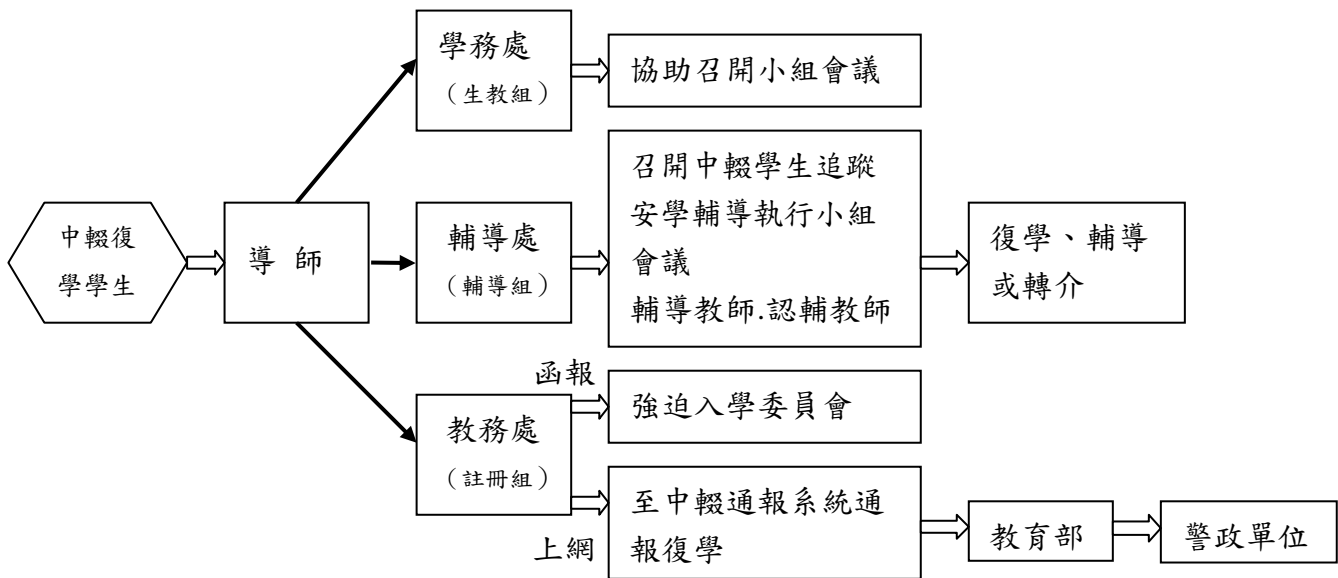 學務處
（生教組）
協助召開小組會議
中輟復
學學生
導 師
輔導處
（輔導組）
召開中輟學生追蹤
安學輔導執行小組
會議
輔導教師.認輔教師
復學、輔導
或轉介
函報
教務處
（註冊組）
強迫入學委員會
上網
至中輟通報系統通
報復學
教育部
警政單位